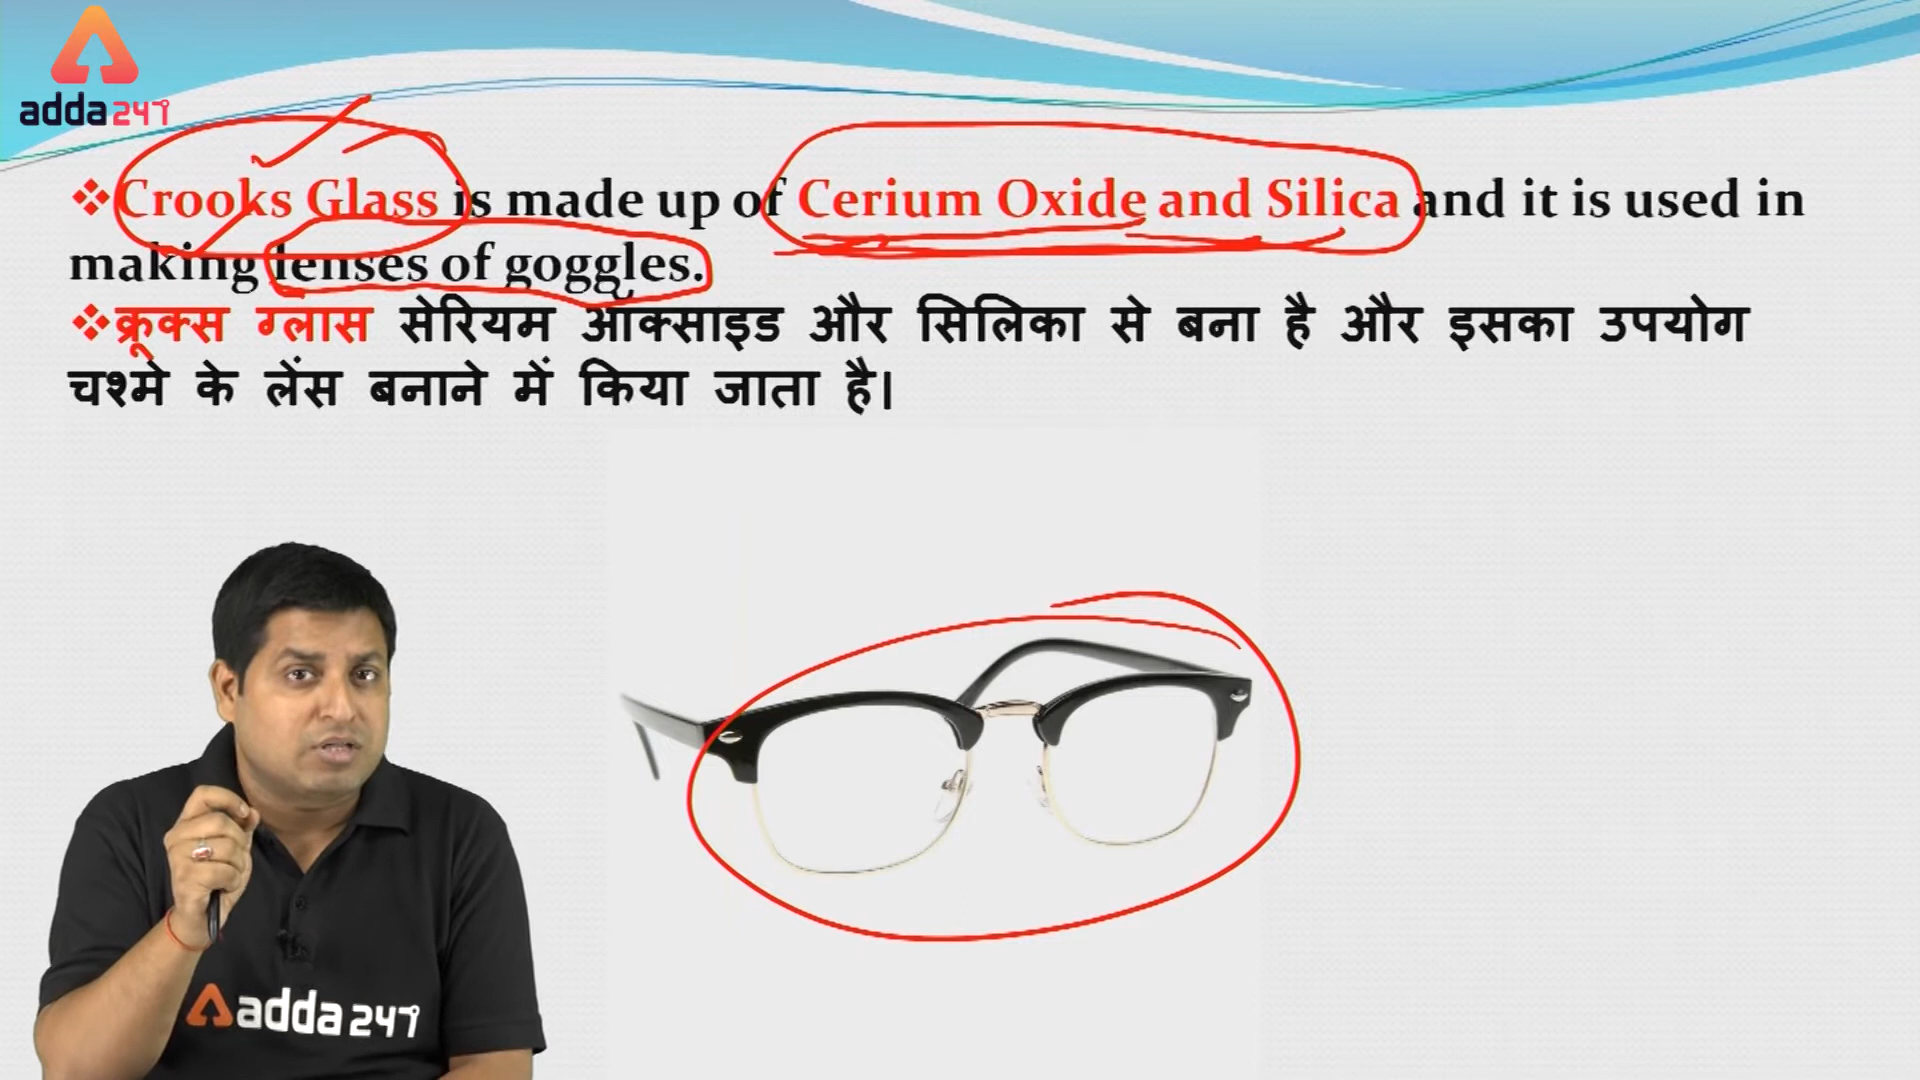 adda247
❖Crooks Glass is made up of Cerium Oxide and Silica and it is used in
making lenses of goggles.
❖क्रूक्स ग्लास सेरियम ऑक्साइड और सिलिका से बना है और इसका उपयोग
चश्मे के लेंस बनाने में किया जाता है।
adda247